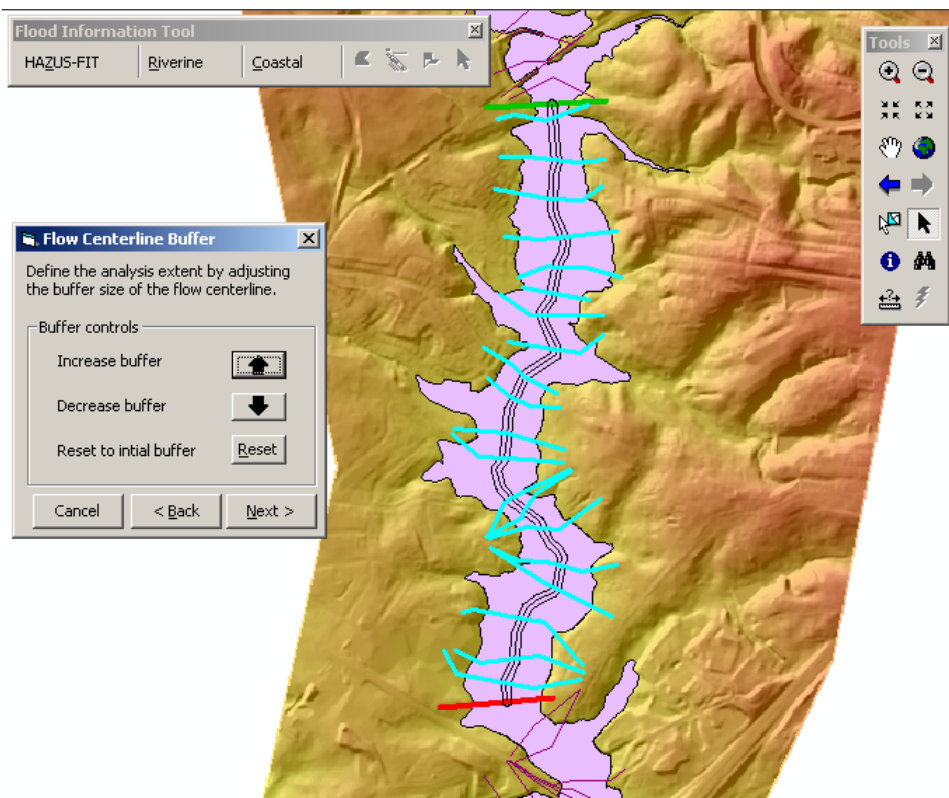 Flood Information Tool
HAZUS-FIT Riverine Coastal
Tools
Flow Centerline Buffer
Define the analysis extent by adjusting
the buffer size of the flow centerline.
Buffer controls
Increase buffer
Decrease buffer
Reset to intial buffer Reset
Cancel < Back Next >